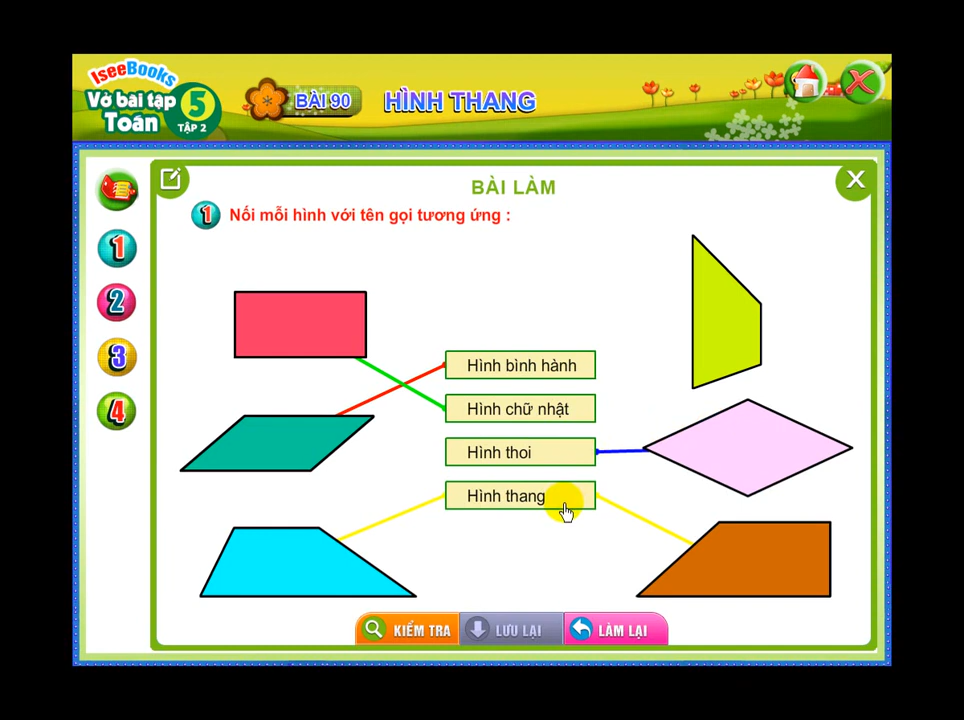 IseeBooks
Vở bài tập
Toán
5
TẬP 2
BÀI 90
HÌNH THANG
BÀI LÀM
1 Nối mỗi hình với tên gọi tương ứng :
1
2
3
4
Hình bình hành
Hình chữ nhật
Hình thoi
Hình thang
KIỂM TRA
LƯU LẠI
LÀM LẠI